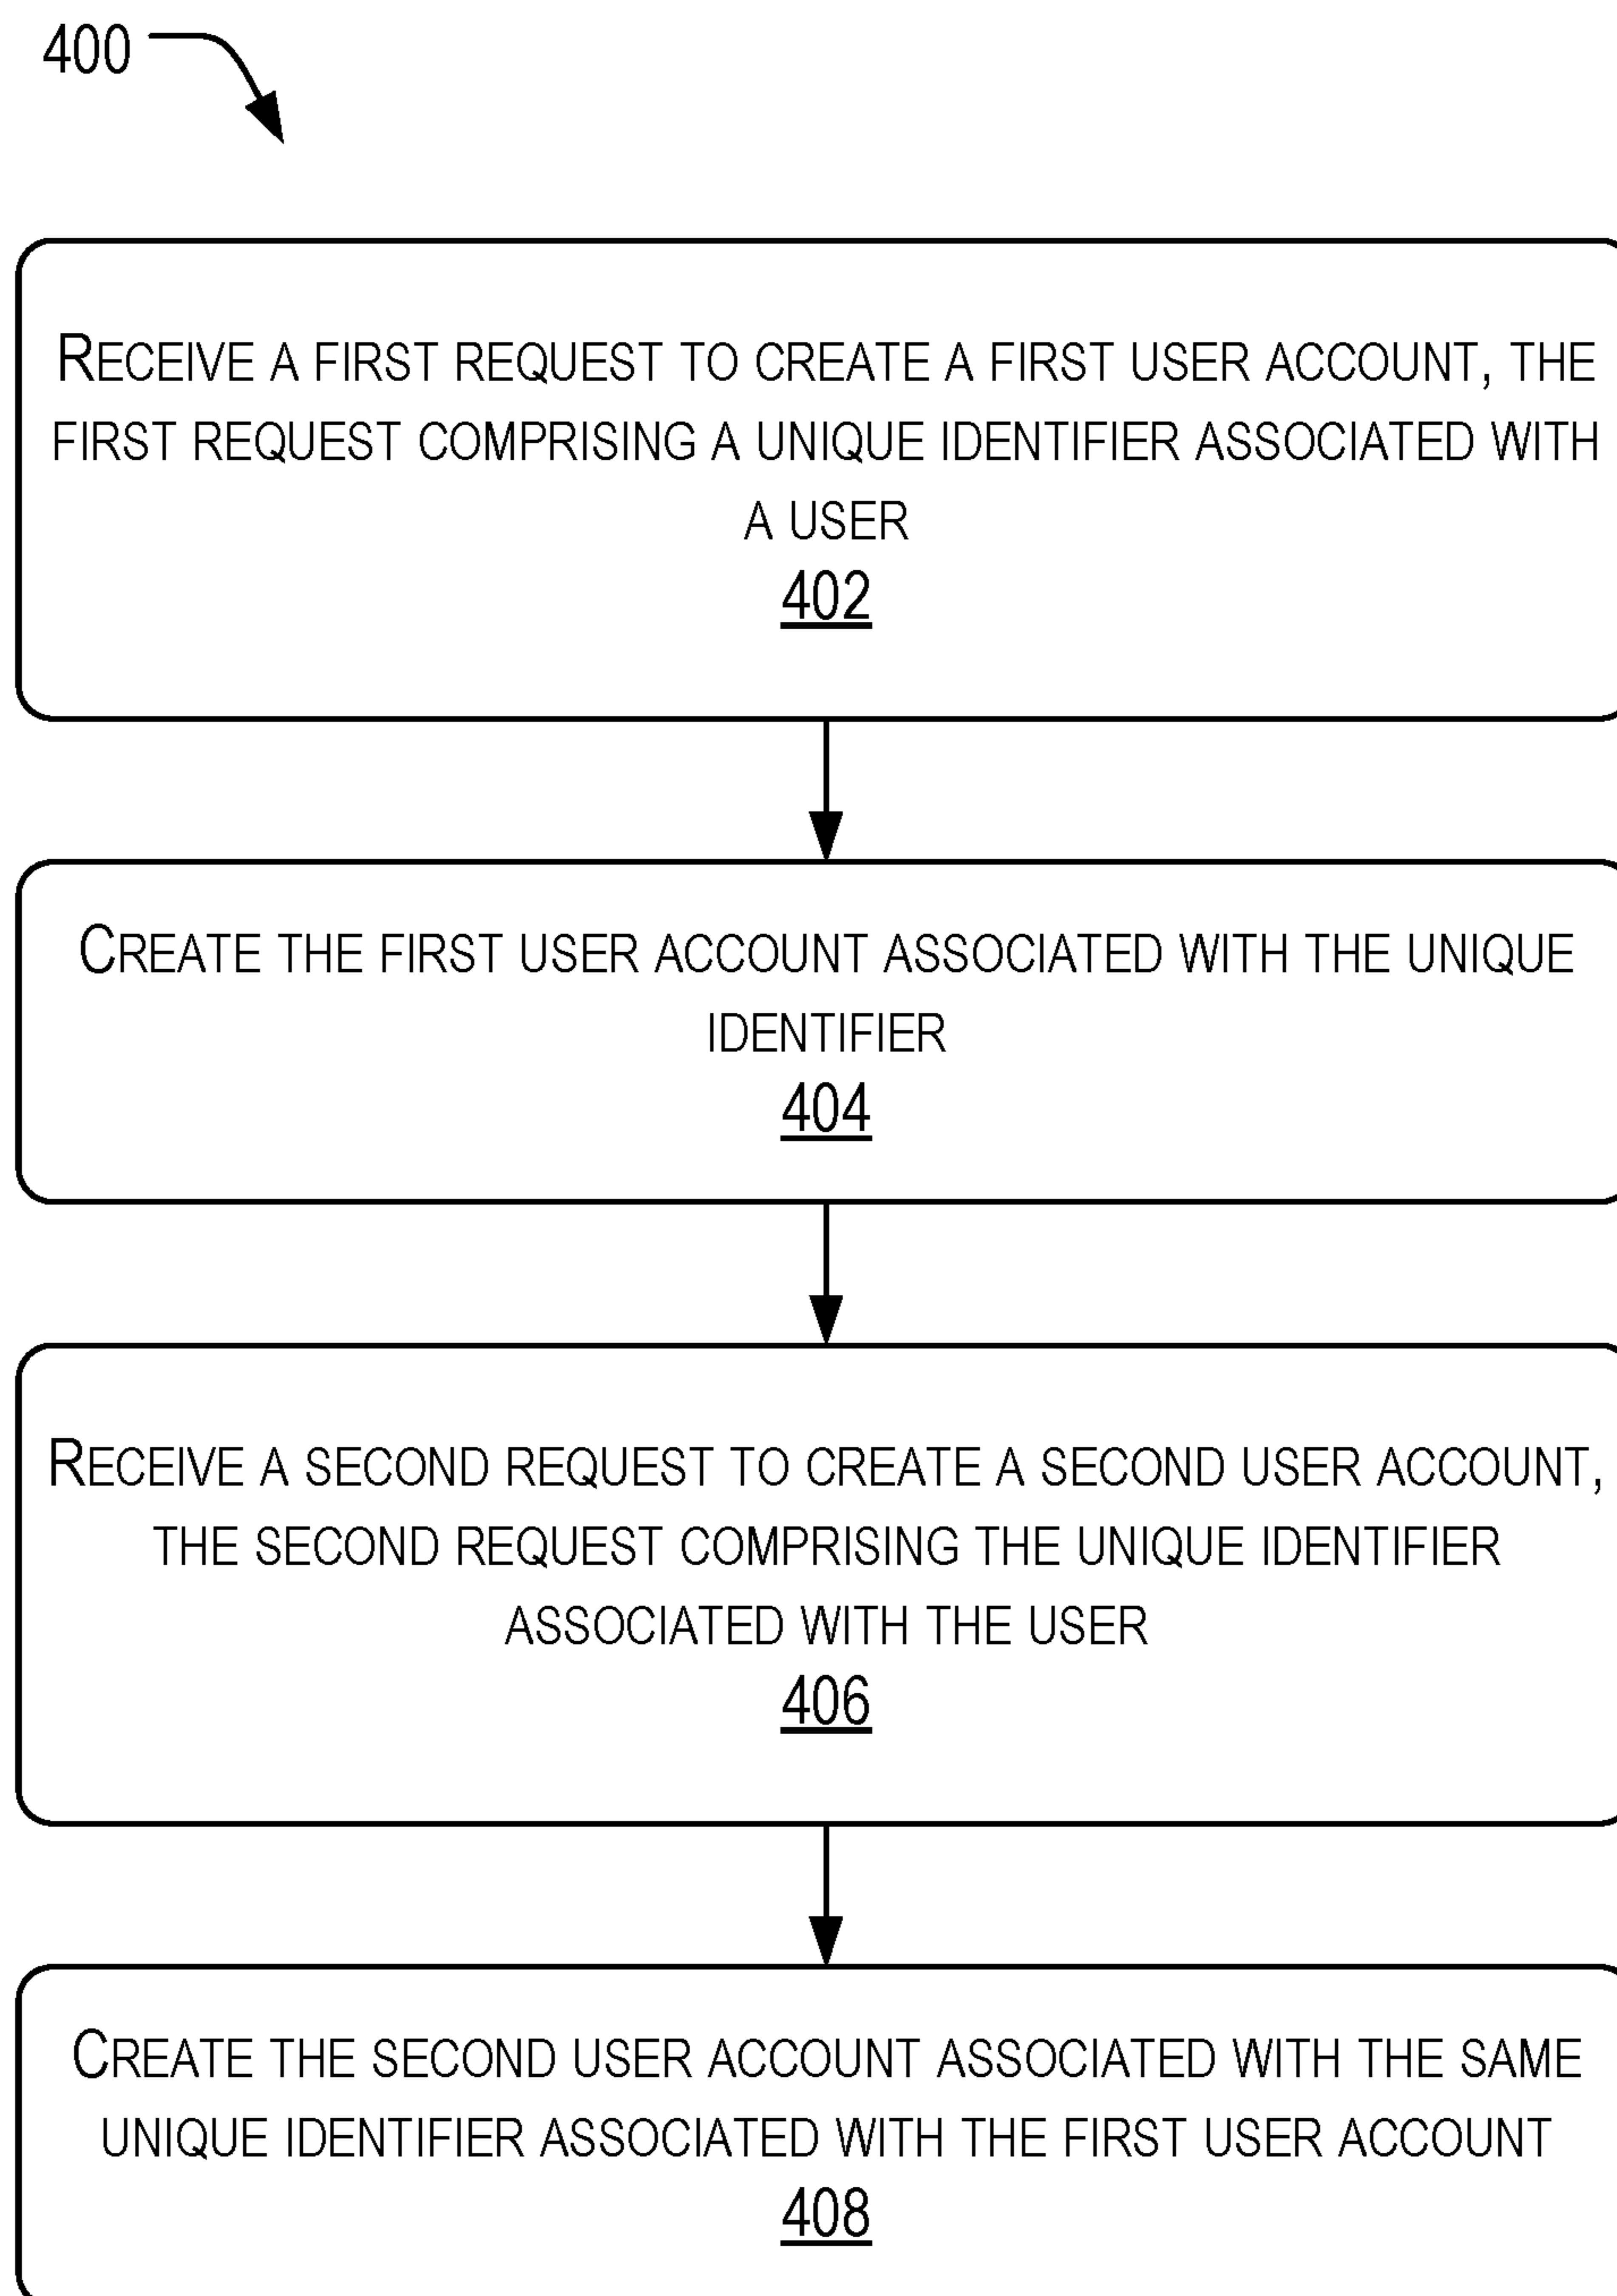 400
RECEIVE A FIRST REQUEST TO CREATE A FIRST USER ACCOUNT, THE
FIRST REQUEST COMPRISING A UNIQUE IDENTIFIER ASSOCIATED WITH
A USER
402
CREATE THE FIRST USER ACCOUNT ASSOCIATED WITH THE UNIQUE
IDENTIFIER
404
RECEIVE A SECOND REQUEST TO CREATE A SECOND USER ACCOUNT,
THE SECOND REQUEST COMPRISING THE UNIQUE IDENTIFIER
ASSOCIATED WITH THE USER
406
CREATE THE SECOND USER ACCOUNT ASSOCIATED WITH THE SAME
UNIQUE IDENTIFIER ASSOCIATED WITH THE FIRST USER ACCOUNT
408